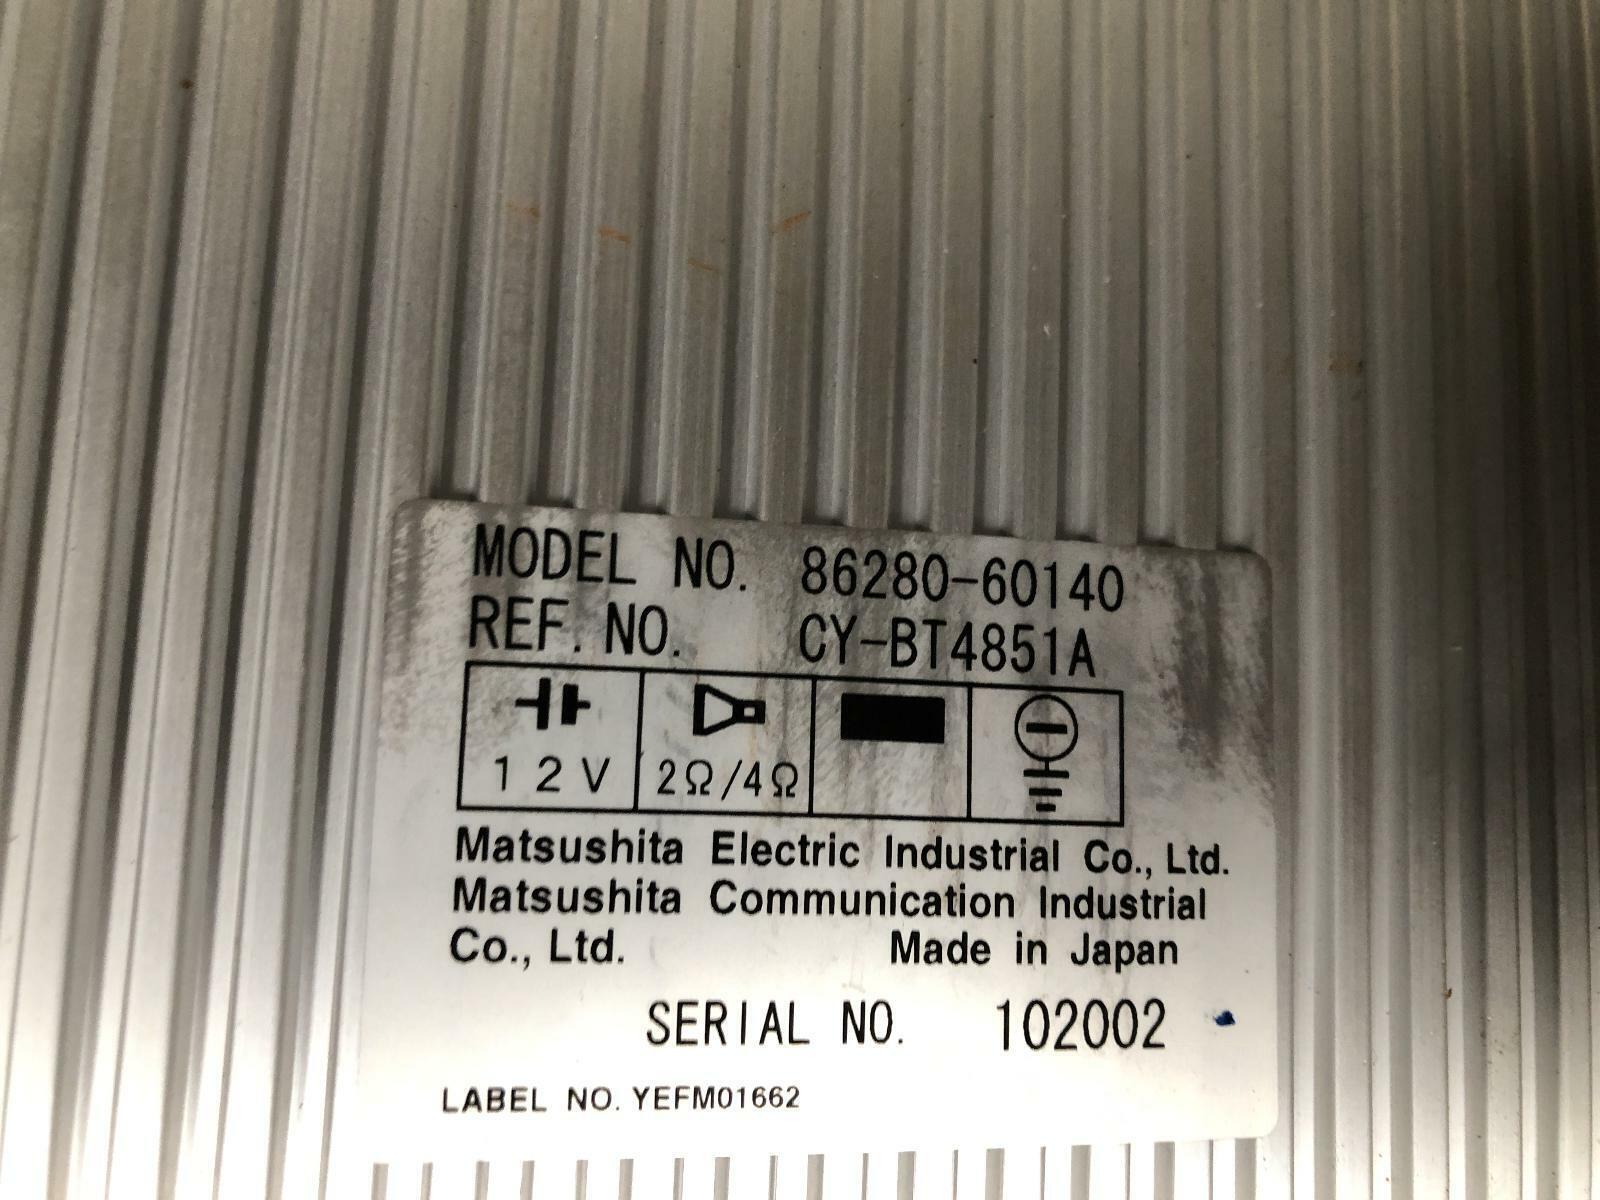 MODEL NO. 86280-60140
REF. NO. CY-BT4851A
12V 2Ω/4Ω
Matsushita Electric Industrial Co., Ltd.
Matsushita Communication Industrial
Co., Ltd. Made in Japan
SERIAL NO. 102002
LABEL NO. YEFM01662